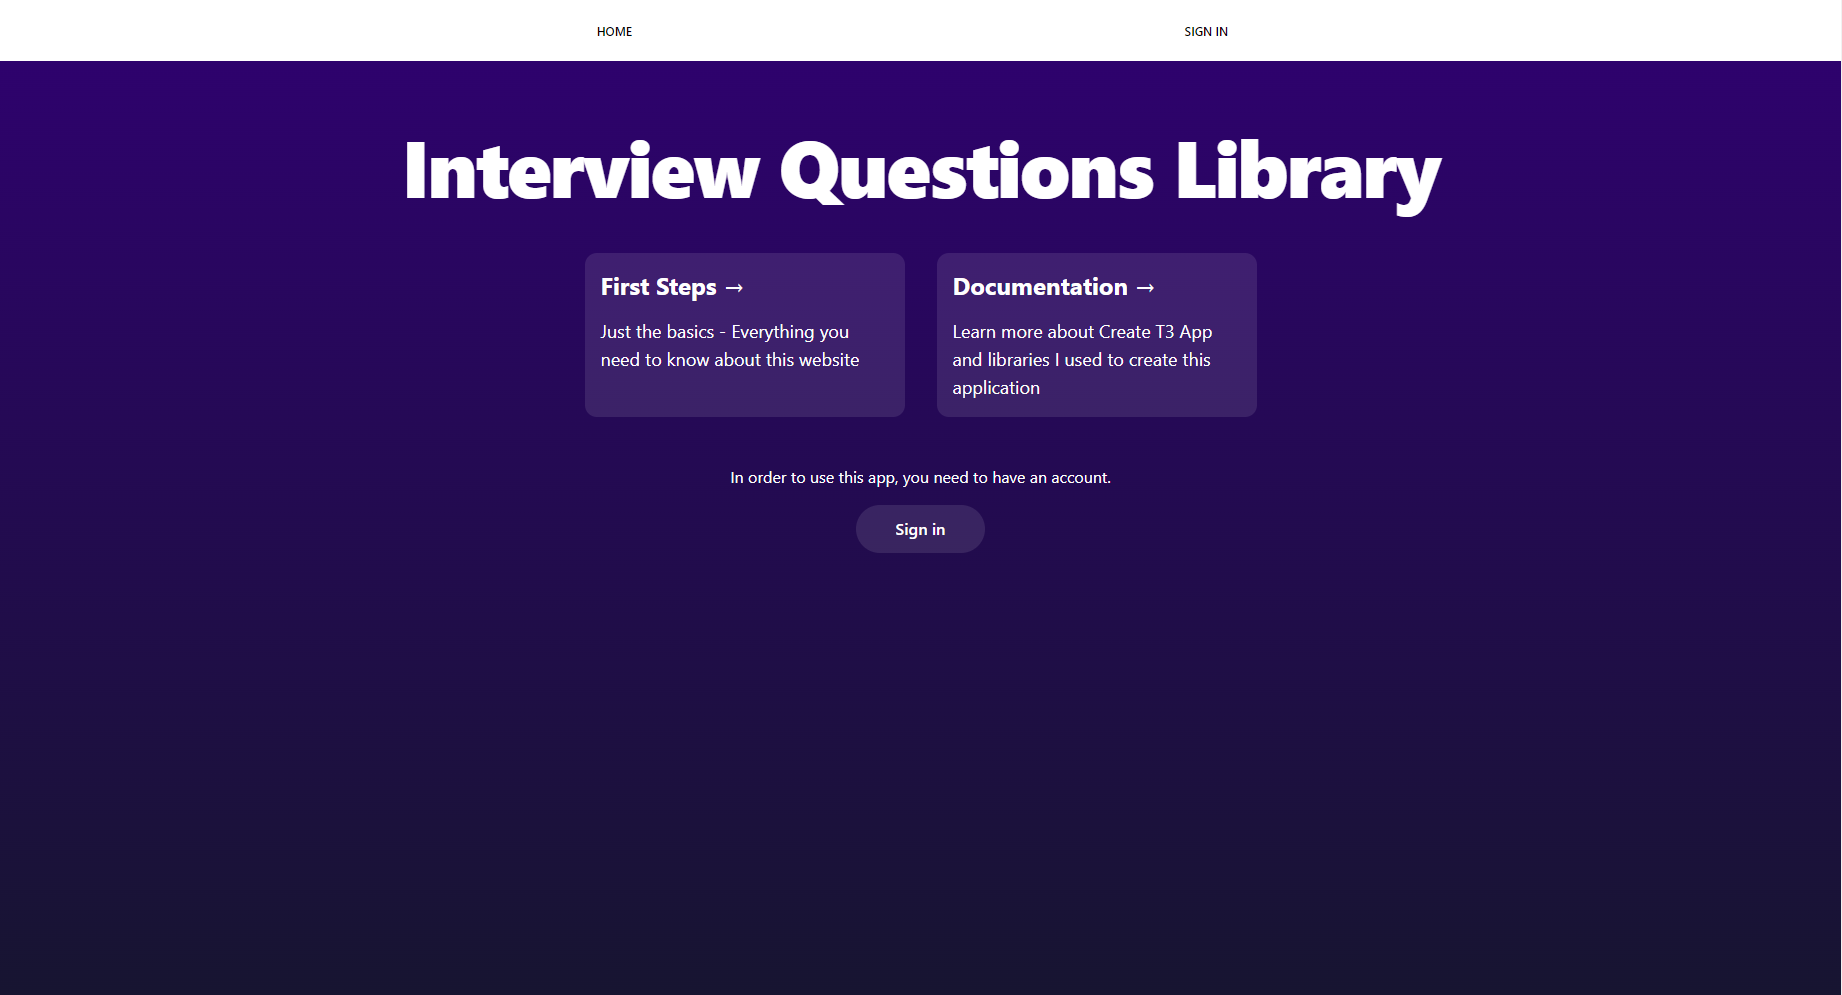 HOME
SIGN IN
Interview Questions Library
First Steps →
Just the basics - Everything you
need to know about this website
Documentation →
Learn more about Create T3 App
and libraries I used to create this
application
In order to use this app, you need to have an account.
Sign in